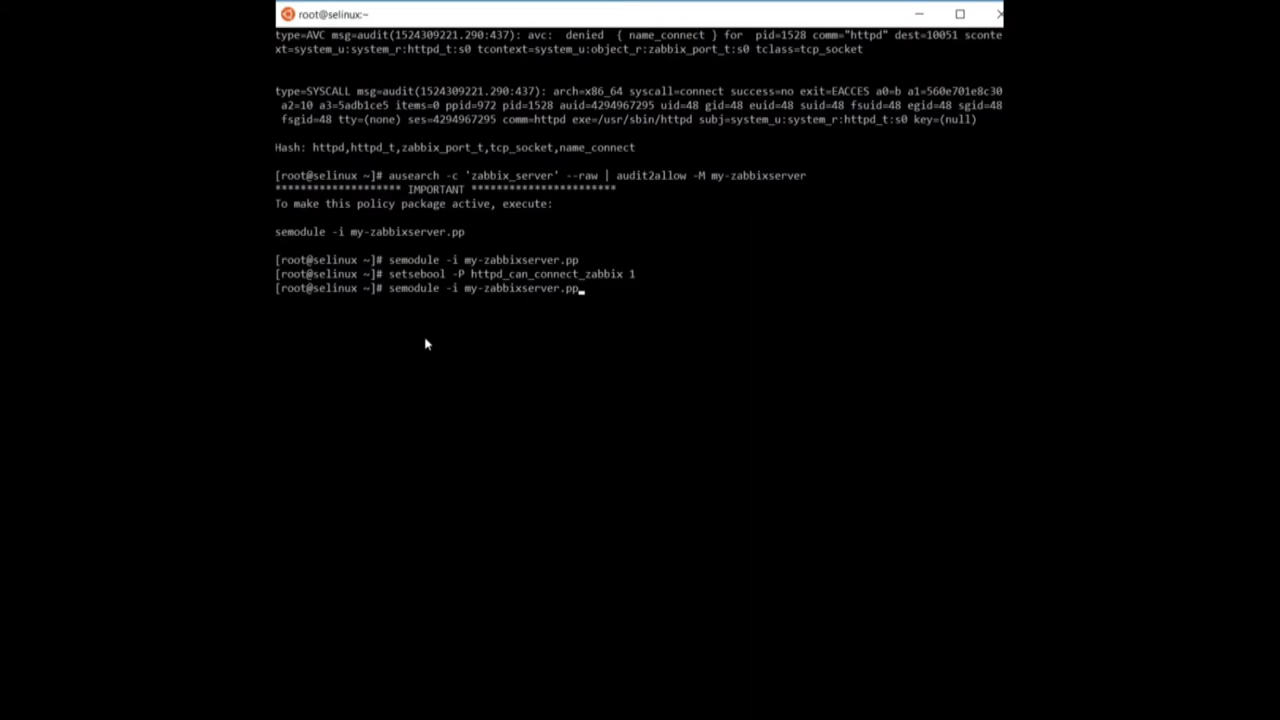 root@selinux:~
type=AVC msg=audit(1524309221.290:437): avc:  denied  { name_connect } for  pid=1528 comm="httpd" dest=10051 sconte
xt=system_u:system_r:httpd_t:s0 tcontext=system_u:object_r:zabbix_port_t:s0 tclass=tcp_socket
type=SYSCALL msg=audit(1524309221.290:437): arch=x86_64 syscall=connect success=no exit=EACCES a0=b a1=560e701e8c30
a2=10 a3=5adb1ce5 items=0 ppid=972 pid=1528 auid=4294967295 uid=48 gid=48 euid=48 suid=48 fsuid=48 egid=48 sgid=48
fsgid=48 tty=(none) ses=4294967295 comm=httpd exe=/usr/sbin/httpd subj=system_u:system_r:httpd_t:s0 key=(null)
Hash: httpd,httpd_t,zabbix_port_t,tcp_socket,name_connect
[root@selinux ~]# ausearch -c 'zabbix_server' --raw | audit2allow -M my-zabbixserver
******************** IMPORTANT ***********************
To make this policy package active, execute:
semodule -i my-zabbixserver.pp
[root@selinux ~]# semodule -i my-zabbixserver.pp
[root@selinux ~]# setsebool -P httpd_can_connect_zabbix 1
[root@selinux ~]# semodule -i my-zabbixserver.pp